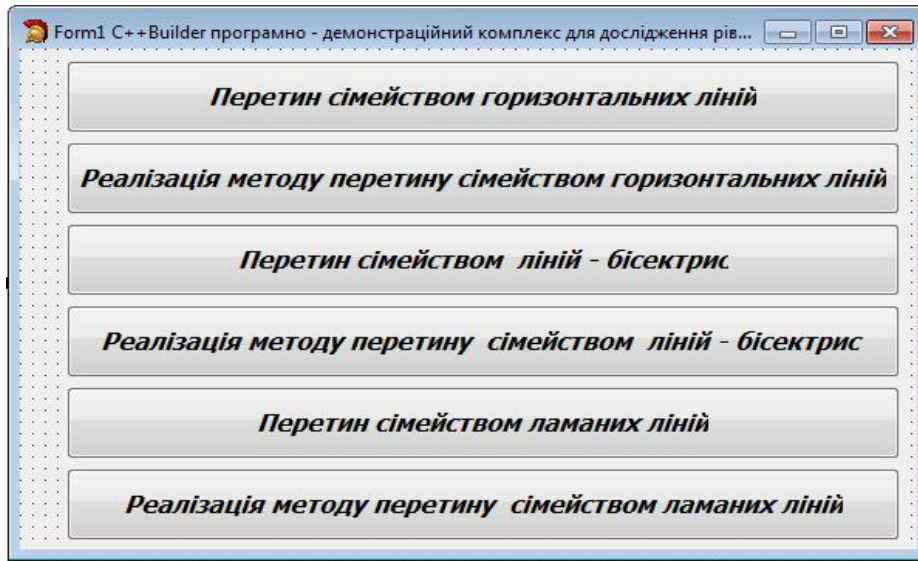 Form1 C++Builder програмно - демонстраційний комплекс для дослідження рів...
Перетин сімейством горизонтальних ліній
Реалізація методу перетину сімейством горизонтальних ліній
Перетин сімейством ліній - бісектрис
Реалізація методу перетину сімейством ліній - бісектрис
Перетин сімейством ламаних ліній
Реалізація методу перетину сімейством ламаних ліній